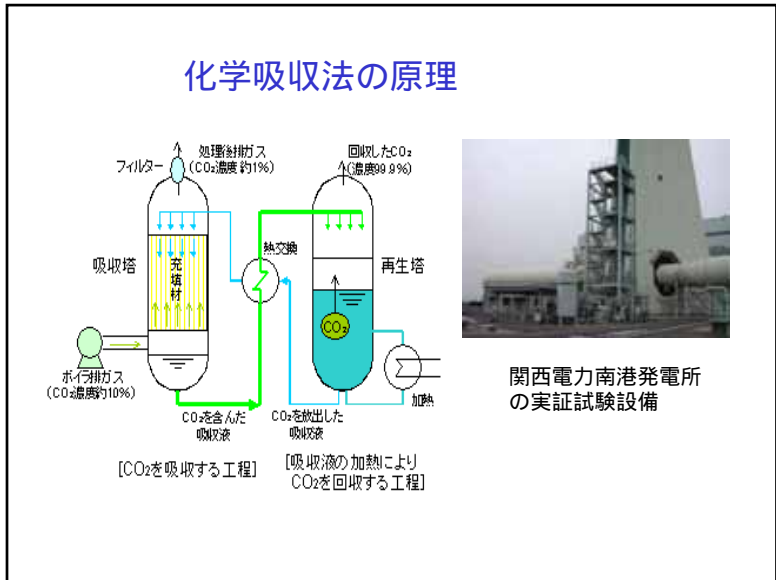 化学吸収法の原理
処理後排ガス
(CO₂濃度 約1%)
フィルター
回収したCO₂
(濃度99.9%)
熱交換
吸収塔
充填材
再生塔
CO₂
ボイラ排ガス
(CO₂濃度約10%)
加熱
CO₂を含んだ
吸収液
CO₂を放出した
吸収液
[CO₂を吸収する工程]
[吸収液の加熱により
CO₂を回収する工程]
関西電力南港発電所
の実証試験設備